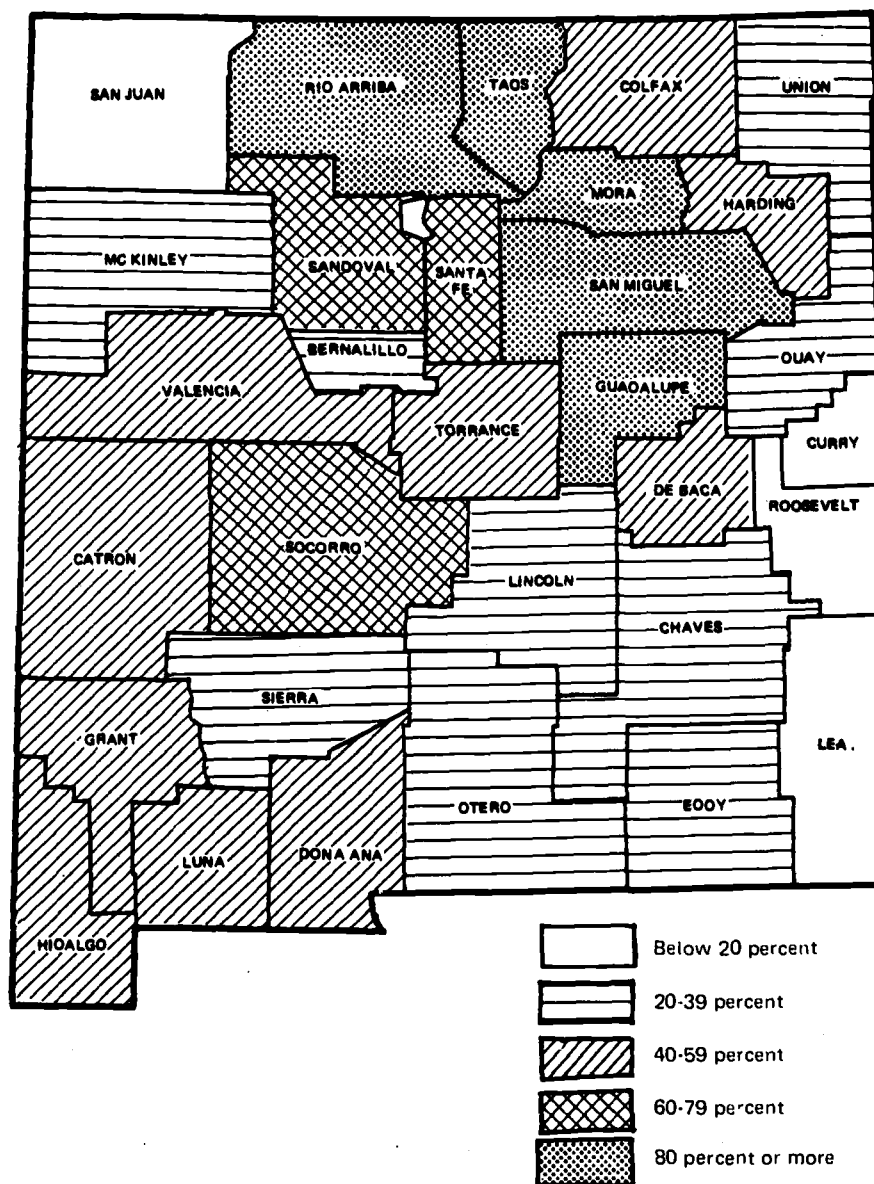 SAN JUAN
RIO ARRIBA
TAOS
COLFAX
UNION
MORA
HARDING
MC KINLEY
SANDOVAL
SANTA
FE
SAN MIGUEL
BERNALILLO
QUAY
VALENCIA
GUADALUPE
TORRANCE
CURRY
DE BACA
ROOSEVELT
CATRON
SOCORRO
LINCOLN
CHAVES
SIERRA
GRANT
LEA.
OTERO
EDDY
LUNA
DONA ANA
HIDALGO
Below 20 percent
20-39 percent
40-59 percent
60-79 percent
80 percent or more